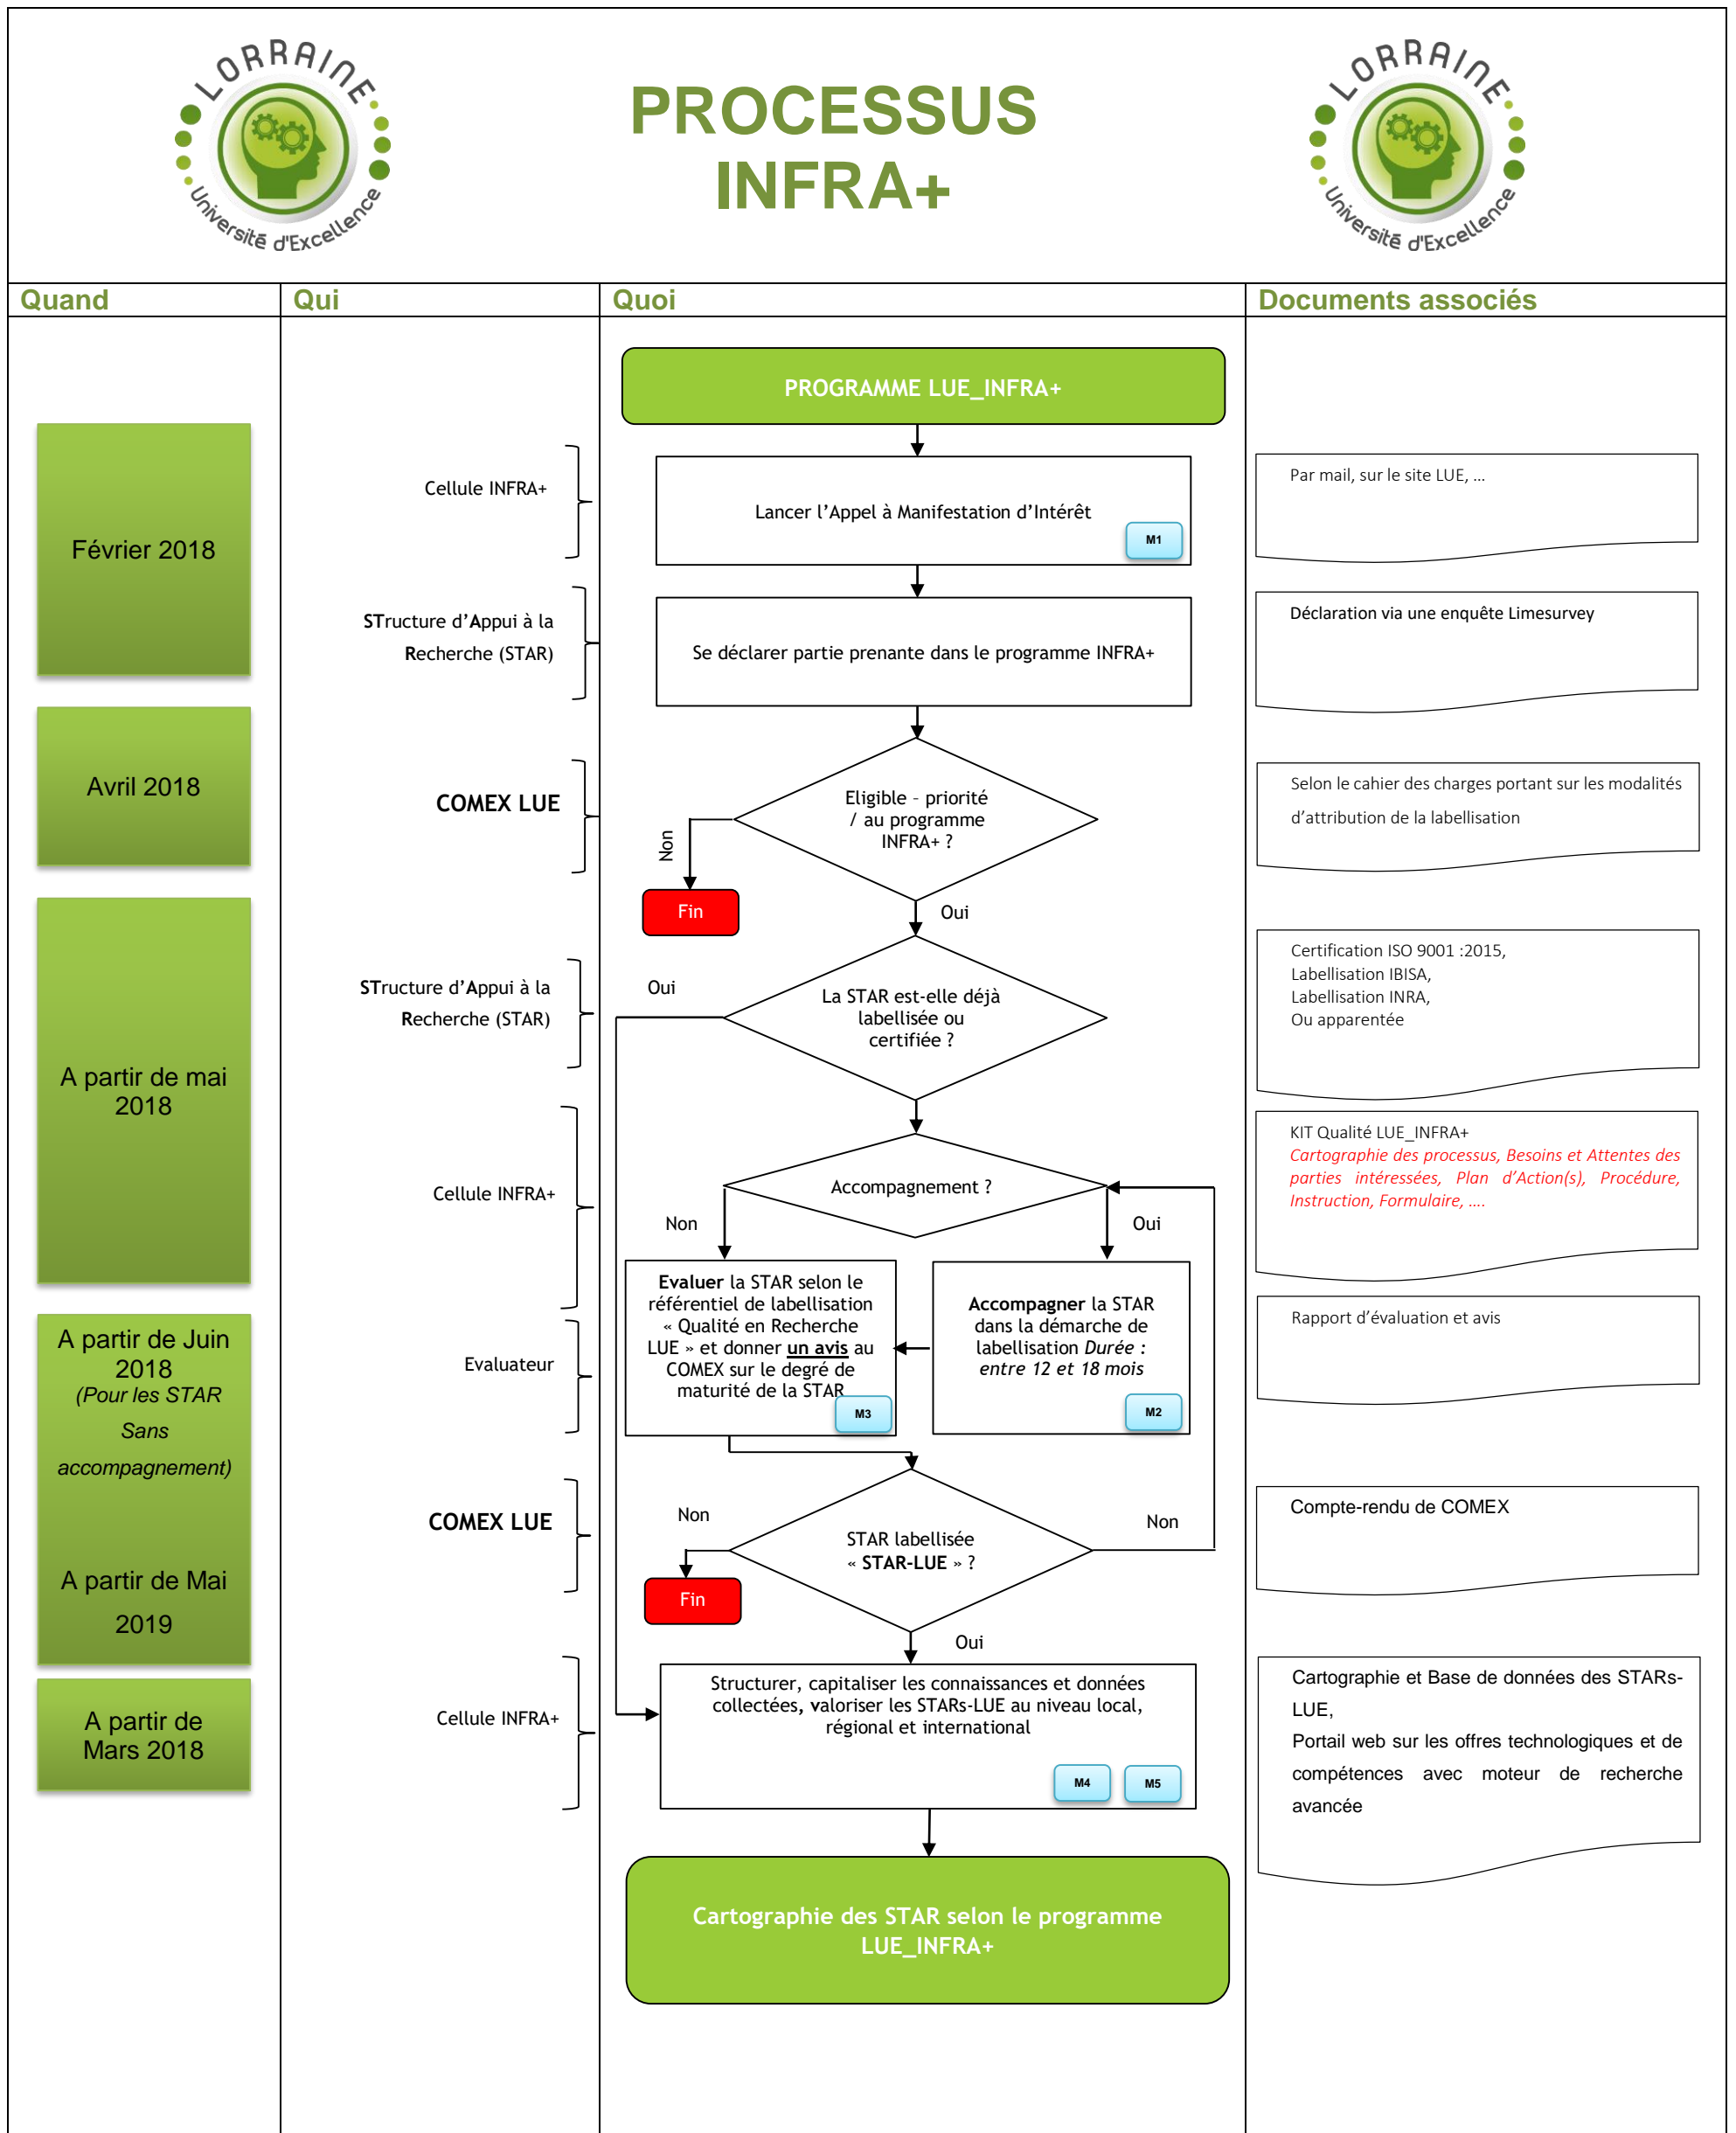 LORRAINE
Université d'Excellence
PROCESSUS
INFRA+
LORRAINE
Université d'Excellence
Quand
Qui
Quoi
Documents associés
PROGRAMME LUE_INFRA+
Février 2018
Cellule INFRA+
Lancer l'Appel à Manifestation d'Intérêt
M1
Par mail, sur le site LUE, ...
STructure d'Appui à la
Recherche (STAR)
Se déclarer partie prenante dans le programme INFRA+
Déclaration via une enquête Limesurvey
Avril 2018
COMEX LUE
Eligible – priorité
/ au programme
INFRA+ ?
Non
Fin
Oui
Selon le cahier des charges portant sur les modalités
d'attribution de la labellisation
A partir de mai
2018
STructure d'Appui à la
Recherche (STAR)
Oui
La STAR est-elle déjà
labellisée ou
certifiée ?
Certification ISO 9001 :2015,
Labellisation IBISA,
Labellisation INRA,
Ou apparentée
Cellule INFRA+
Accompagnement ?
Non
Oui
KIT Qualité LUE_INFRA+
Cartographie des processus, Besoins et Attentes des
parties intéressées, Plan d'Action(s), Procédure,
Instruction, Formulaire, ....
A partir de Juin
2018
(Pour les STAR
Sans
accompagnement)
A partir de Mai
2019
Evaluateur
Evaluer la STAR selon le
référentiel de labellisation
« Qualité en Recherche
LUE » et donner un avis au
COMEX sur le degré de
maturité de la STAR
M3
Accompagner la STAR
dans la démarche de
labellisation Durée :
entre 12 et 18 mois
M2
Rapport d'évaluation et avis
COMEX LUE
Non
STAR labellisée
« STAR-LUE » ?
Non
Fin
Oui
Compte-rendu de COMEX
A partir de
Mars 2018
Cellule INFRA+
Structurer, capitaliser les connaissances et données
collectées, valoriser les STARs-LUE au niveau local,
régional et international
M4
M5
Cartographie et Base de données des STARs-
LUE,
Portail web sur les offres technologiques et de
compétences avec moteur de recherche
avancée
Cartographie des STAR selon le programme
LUE_INFRA+